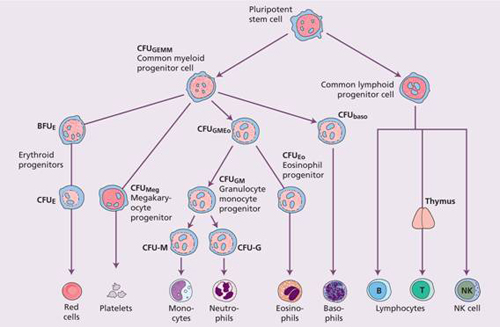 Pluripotent
stem cell
CFUGEMM
Common myeloid
progenitor cell
Common lymphoid
progenitor cell
BFUE
CFUGMEo
CFUbaso
Erythroid
progenitors
CFUE
CFUMeg
Megakary-
ocyte
progenitor
CFUGM
Granulocyte
monocyte
progenitor
CFUEo
Eosinophil
progenitor
Thymus
CFU-M
CFU-G
B
T
NK
Red
cells
Platelets
Mono-
cytes
Neutro-
phils
Eosino-
phils
Baso-
phils
Lymphocytes
NK cell